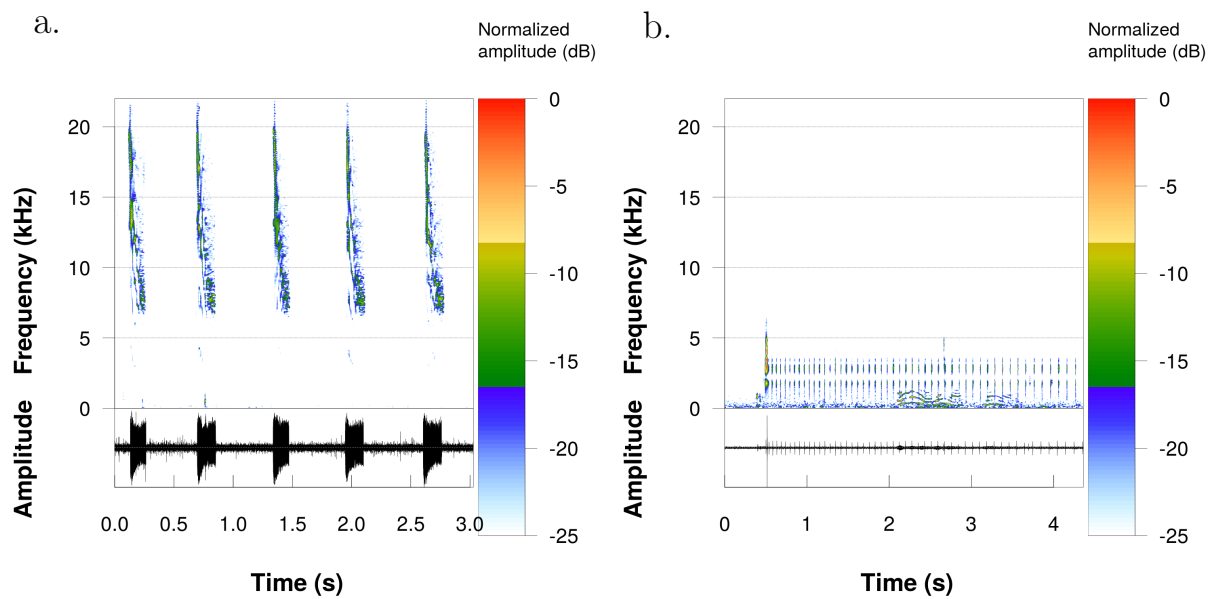 a.
Normalized
amplitude (dB)
Frequency (kHz)
Amplitude
20
15
10
5
0
0.0 0.5 1.0 1.5 2.0 2.5 3.0
Time (s)
0
-5
-10
-15
-20
-25
b.
Normalized
amplitude (dB)
Frequency (kHz)
Amplitude
20
15
10
5
0
0 1 2 3 4
Time (s)
0
-5
-10
-15
-20
-25